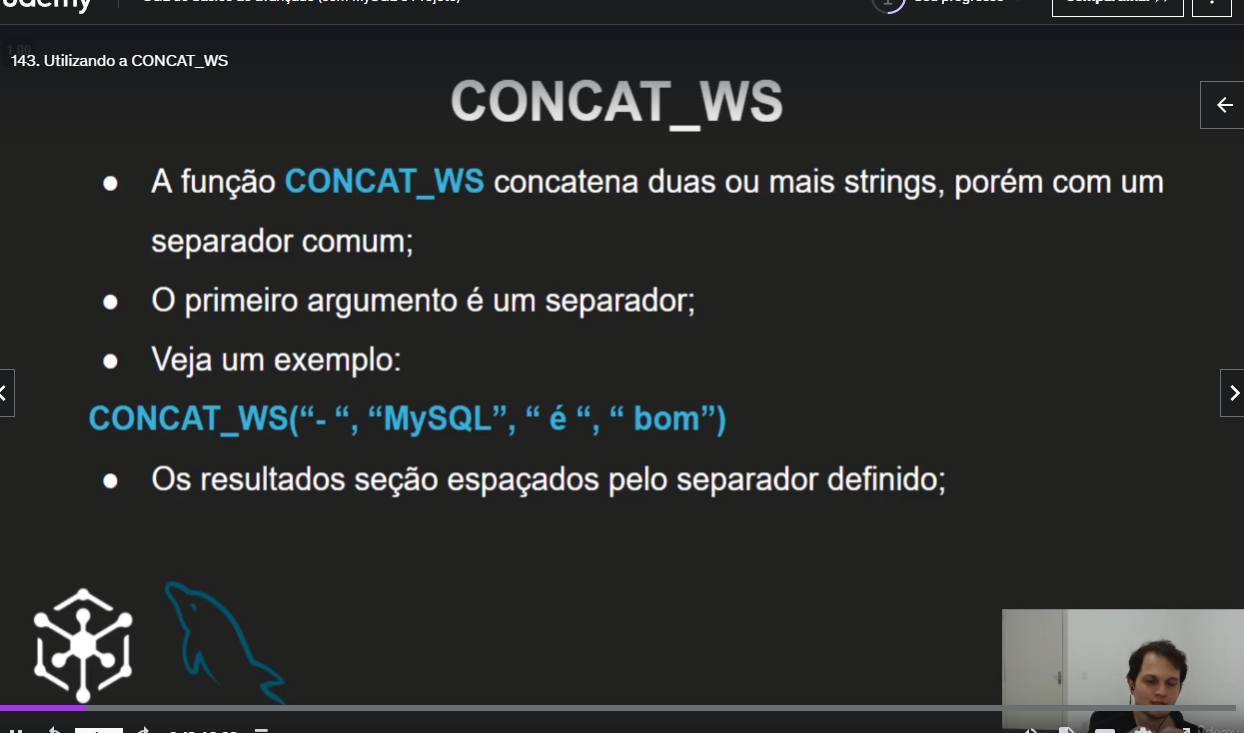 143. Utilizando a CONCAT_WS
CONCAT_WS
● A função CONCAT_WS concatena duas ou mais strings, porém com um
separador comum;
● O primeiro argumento é um separador;
● Veja um exemplo:
CONCAT_WS(“- “, “MySQL”, “ é “, “ bom”)
● Os resultados seção espaçados pelo separador definido;